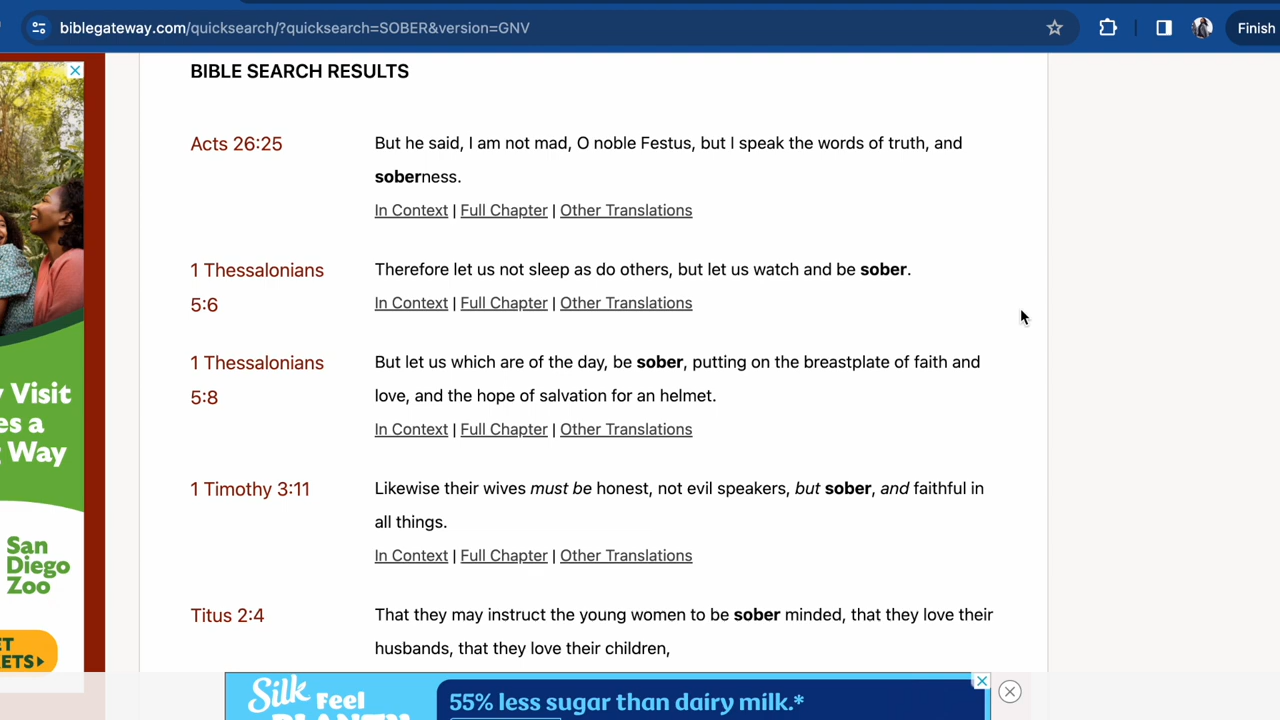 biblegateway.com/quicksearch/?quicksearch=SOBER&version=GNV
Finish
BIBLE SEARCH RESULTS
Acts 26:25
But he said, I am not mad, O noble Festus, but I speak the words of truth, and
soberness.
In Context | Full Chapter | Other Translations
1 Thessalonians
5:6
Therefore let us not sleep as do others, but let us watch and be sober.
In Context | Full Chapter | Other Translations
1 Thessalonians
5:8
But let us which are of the day, be sober, putting on the breastplate of faith and
love, and the hope of salvation for an helmet.
In Context | Full Chapter | Other Translations
1 Timothy 3:11
Likewise their wives must be honest, not evil speakers, but sober, and faithful in
all things.
In Context | Full Chapter | Other Translations
Titus 2:4
That they may instruct the young women to be sober minded, that they love their
husbands, that they love their children,
Visit
a
Way
San
Diego
Zoo
Silk Feel
55% less sugar than dairy milk.*